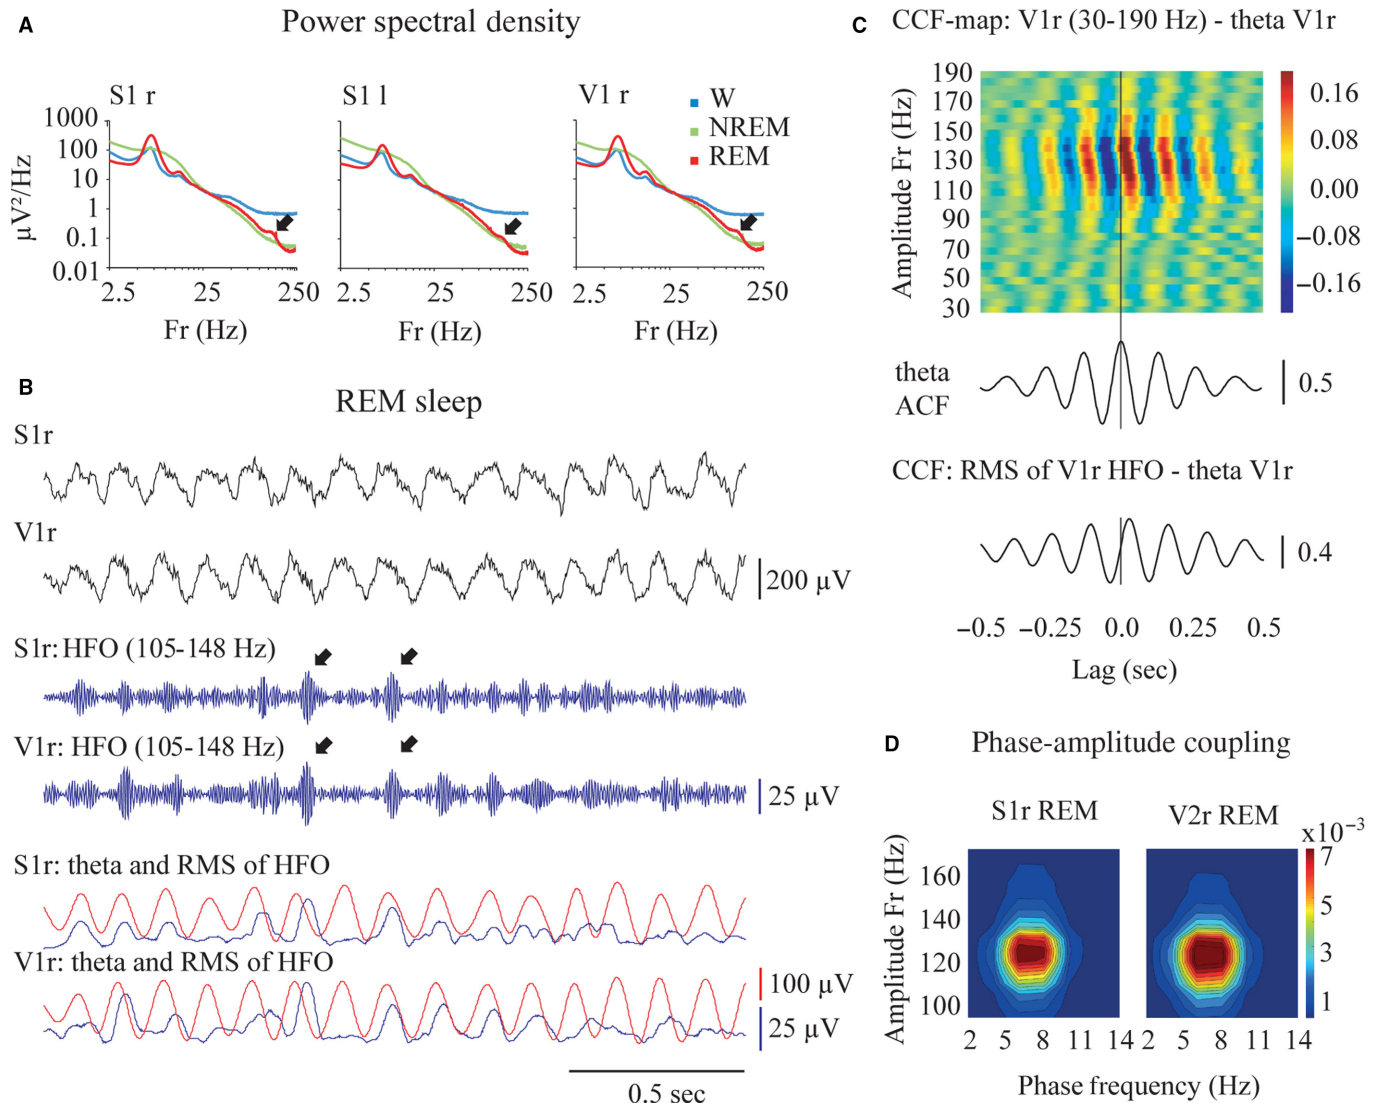 A
Power spectral density
S1 r
S1 l
V1 r
W
NREM
REM
1000
100
10
1
0.1
0.01
µV²/Hz
2.5 25 250
2.5 25 250
2.5 25 250
Fr (Hz)
Fr (Hz)
Fr (Hz)
B
REM sleep
S1r
V1r
200 µV
S1r: HFO (105-148 Hz)
V1r: HFO (105-148 Hz)
25 µV
S1r: theta and RMS of HFO
V1r: theta and RMS of HFO
100 µV
25 µV
0.5 sec
C
CCF-map: V1r (30-190 Hz) - theta V1r
Amplitude Fr (Hz)
190
170
150
130
110
90
70
50
30
0.16
0.08
0.00
−0.08
−0.16
theta
ACF
0.5
CCF: RMS of V1r HFO - theta V1r
0.4
−0.5 −0.25 0.0 0.25 0.5
Lag (sec)
D
Phase-amplitude coupling
S1r REM
V2r REM
x10⁻³
Amplitude Fr (Hz)
160
140
120
100
7
5
3
1
2 5 8 11 14
2 5 8 11 14
Phase frequency (Hz)